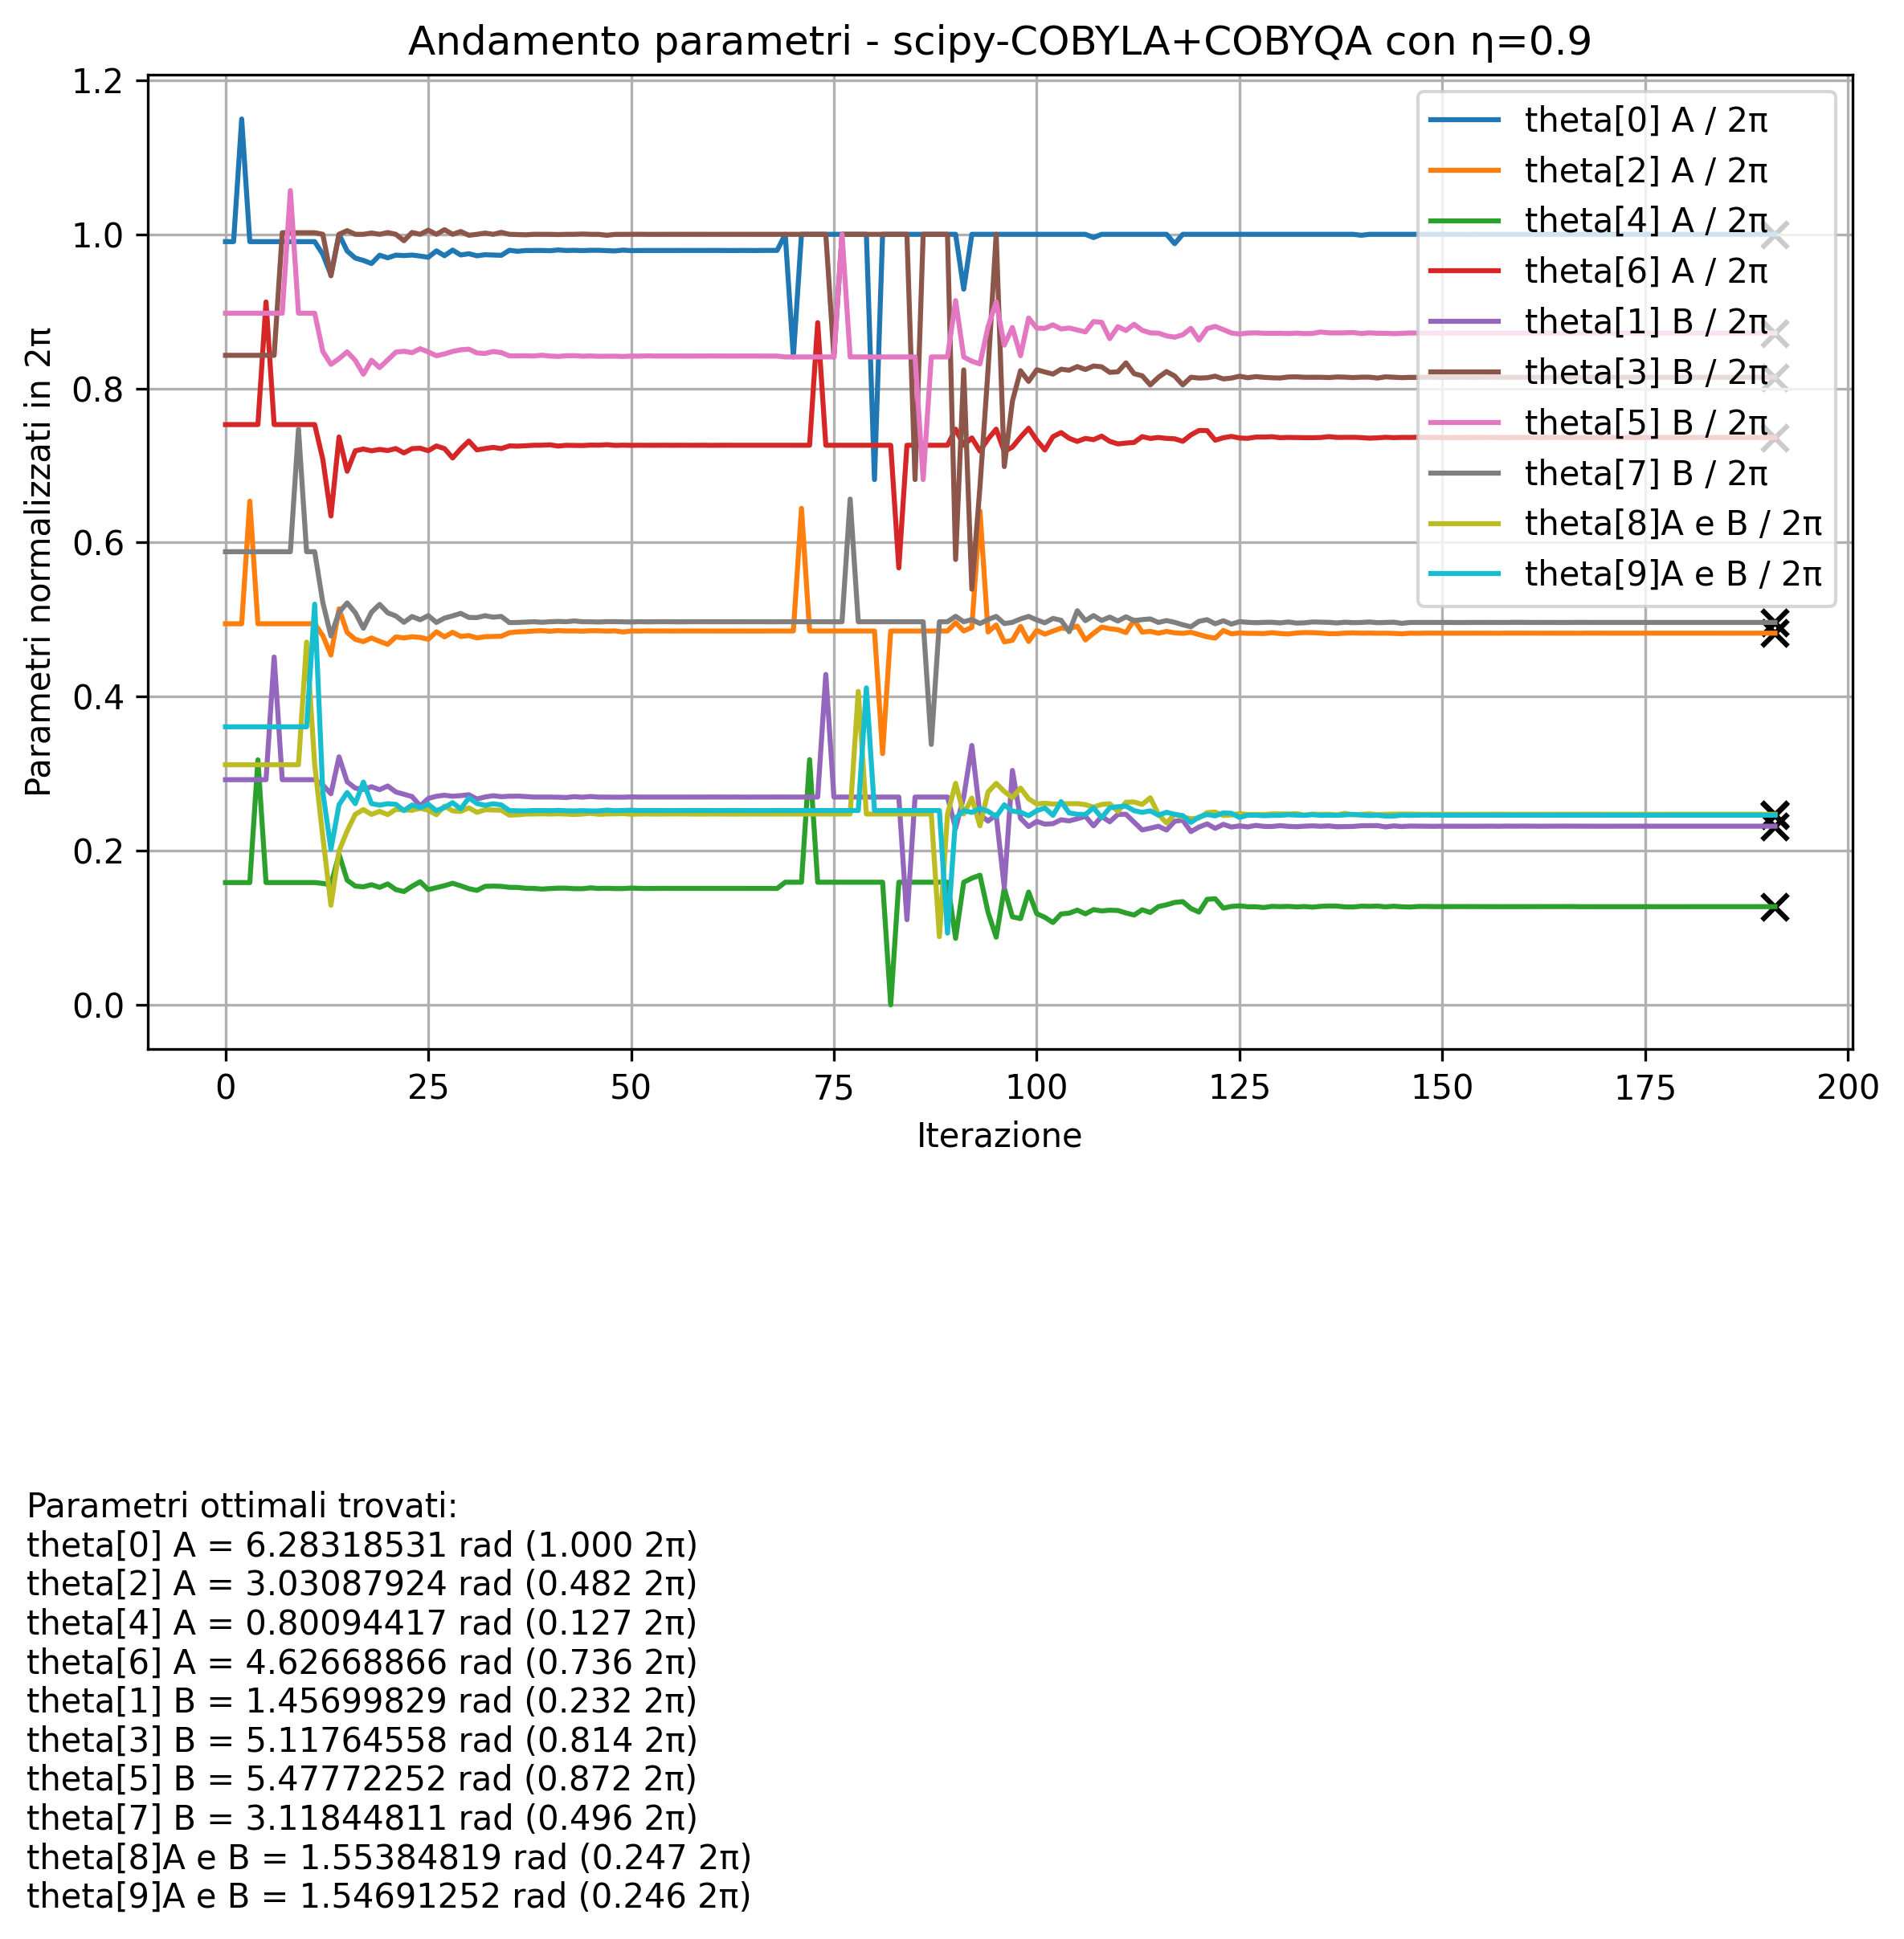 Andamento parametri - scipy-COBYLA+COBYQA con η=0.9
Parametri normalizzati in 2π
1.2
1.0
0.8
0.6
0.4
0.2
0.0
theta[0] A / 2π
theta[2] A / 2π
theta[4] A / 2π
theta[6] A / 2π
theta[1] B / 2π
theta[3] B / 2π
theta[5] B / 2π
theta[7] B / 2π
theta[8]A e B / 2π
theta[9]A e B / 2π
0 25 50 75 100 125 150 175 200
Iterazione
Parametri ottimali trovati:
theta[0] A = 6.28318531 rad (1.000 2π)
theta[2] A = 3.03087924 rad (0.482 2π)
theta[4] A = 0.80094417 rad (0.127 2π)
theta[6] A = 4.62668866 rad (0.736 2π)
theta[1] B = 1.45699829 rad (0.232 2π)
theta[3] B = 5.11764558 rad (0.814 2π)
theta[5] B = 5.47772252 rad (0.872 2π)
theta[7] B = 3.11844811 rad (0.496 2π)
theta[8]A e B = 1.55384819 rad (0.247 2π)
theta[9]A e B = 1.54691252 rad (0.246 2π)